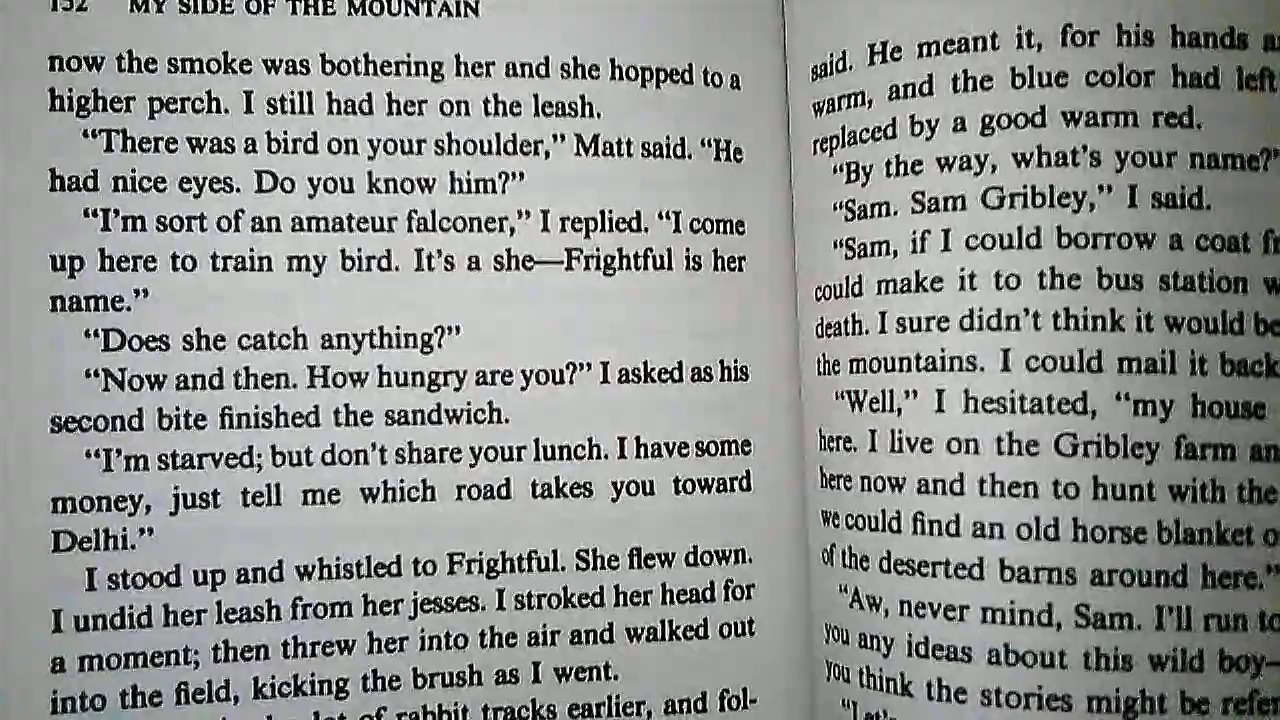 152 MY SIDE OF THE MOUNTAIN
now the smoke was bothering her and she hopped to a
higher perch. I still had her on the leash.
“There was a bird on your shoulder,” Matt said. “He
had nice eyes. Do you know him?”
“I’m sort of an amateur falconer,” I replied. “I come
up here to train my bird. It’s a she—Frightful is her
name.”
“Does she catch anything?”
“Now and then. How hungry are you?” I asked as his
second bite finished the sandwich.
“I’m starved; but don’t share your lunch. I have some
money, just tell me which road takes you toward
Delhi.”
I stood up and whistled to Frightful. She flew down.
I undid her leash from her jesses. I stroked her head for
a moment; then threw her into the air and walked out
into the field, kicking the brush as I went.
lot of rabbit tracks earlier, and fol-
said. He meant it, for his hands
warm, and the blue color had left
replaced by a good warm red.
“By the way, what’s your name?”
“Sam. Sam Gribley,” I said.
“Sam, if I could borrow a coat
could make it to the bus station
death. I sure didn’t think it would
the mountains. I could mail it back
“Well,” I hesitated, “my house
here. I live on the Gribley farm
here now and then to hunt with the
we could find an old horse blanket
of the deserted barns around here.”
“Aw, never mind, Sam. I’ll run
you any ideas about this wild boy—
you think the stories might be
“Let’s